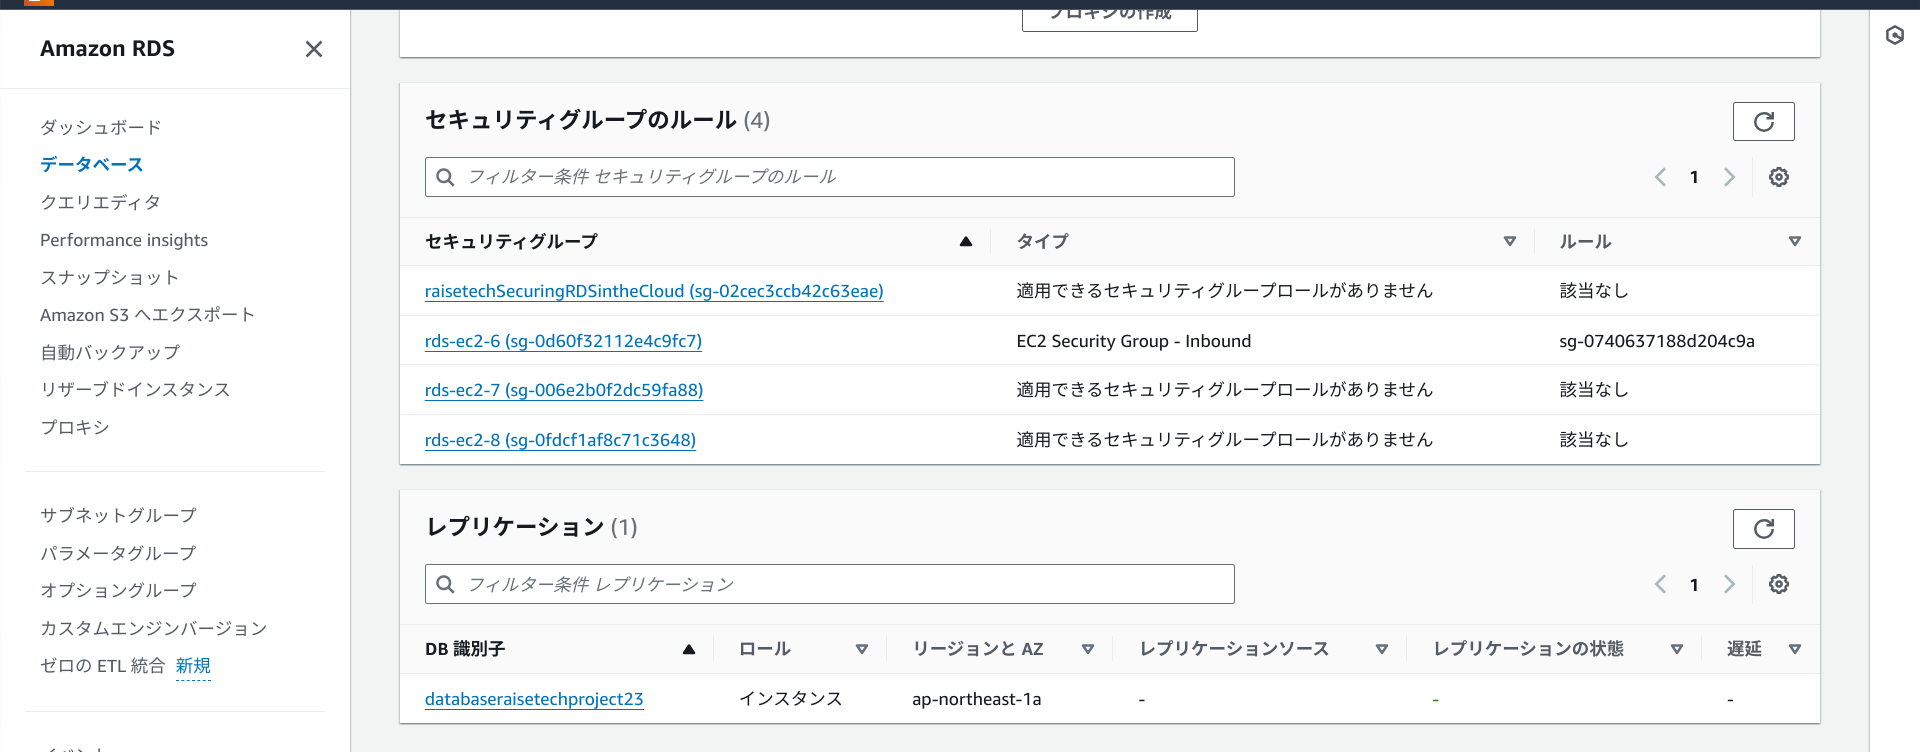 Amazon RDS
ダッシュボード
データベース
クエリエディタ
Performance insights
スナップショット
Amazon S3 へエクスポート
自動バックアップ
リザーブドインスタンス
プロキシ
サブネットグループ
パラメータグループ
オプショングループ
カスタムエンジンバージョン
ゼロの ETL 統合 新規
イベント
プロキシの作成
セキュリティグループのルール (4)
フィルター条件 セキュリティグループのルール
1
セキュリティグループ タイプ ルール
raisetechSecuringRDSintheCloud (sg-02cec3ccb42c63eae) 適用できるセキュリティグループロールがありません 該当なし
rds-ec2-6 (sg-0d60f32112e4c9fc7) EC2 Security Group - Inbound sg-0740637188d204c9a
rds-ec2-7 (sg-006e2b0f2dc59fa88) 適用できるセキュリティグループロールがありません 該当なし
rds-ec2-8 (sg-0fdcf1af8c71c3648) 適用できるセキュリティグループロールがありません 該当なし
レプリケーション (1)
フィルター条件 レプリケーション
1
DB 識別子 ロール リージョンと AZ レプリケーションソース レプリケーションの状態 遅延
databaseraisetechproject23 インスタンス ap-northeast-1a - - -